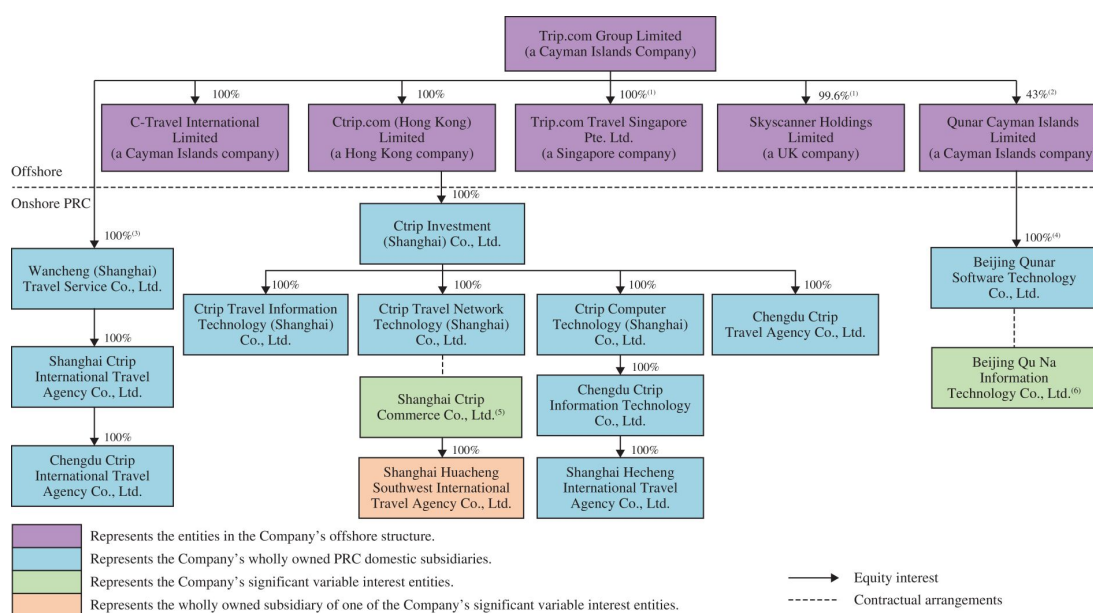 Trip.com Group Limited
(a Cayman Islands Company)
100%
100%
100%(1)
99.6%(1)
43%(2)
C-Travel International
Limited
(a Cayman Islands company)
Ctrip.com (Hong Kong)
Limited
(a Hong Kong company)
Trip.com Travel Singapore
Pte. Ltd.
(a Singapore company)
Skyscanner Holdings
Limited
(a UK company)
Qunar Cayman Islands
Limited
(a Cayman Islands company)
Offshore
Onshore PRC
100%
Ctrip Investment
(Shanghai) Co., Ltd.
100%(3)
Wancheng (Shanghai)
Travel Service Co., Ltd.
100%(4)
Beijing Qunar
Software Technology
Co., Ltd.
100%
100%
100%
100%
Ctrip Travel Information
Technology (Shanghai)
Co., Ltd.
Ctrip Travel Network
Technology (Shanghai)
Co., Ltd.
Ctrip Computer
Technology (Shanghai)
Co., Ltd.
Chengdu Ctrip
Travel Agency Co., Ltd.
100%
Shanghai Ctrip
International Travel
Agency Co., Ltd.
Shanghai Ctrip
Commerce Co., Ltd.(5)
100%
Chengdu Ctrip
Information Technology
Co., Ltd.
Beijing Qu Na
Information
Technology Co., Ltd.(6)
100%
Chengdu Ctrip
International Travel
Agency Co., Ltd.
100%
Shanghai Huacheng
Southwest International
Travel Agency Co., Ltd.
100%
Shanghai Hecheng
International Travel
Agency Co., Ltd.
Represents the entities in the Company's offshore structure.
Represents the Company's wholly owned PRC domestic subsidiaries.
Represents the Company's significant variable interest entities.
Represents the wholly owned subsidiary of one of the Company's significant variable interest entities.
Equity interest
Contractual arrangements